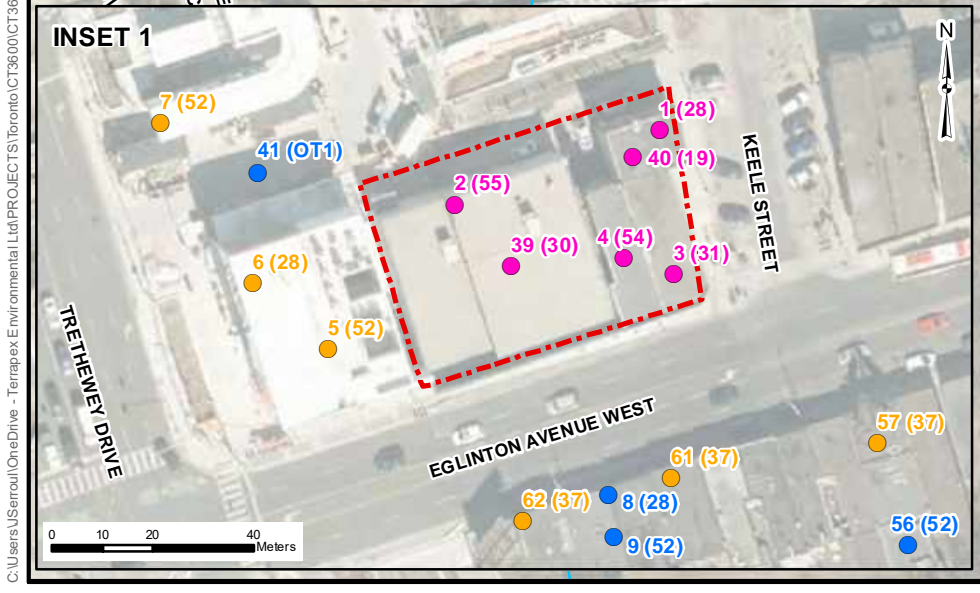 INSET 1
N
7 (52)
1 (28)
41 (OT1)
40 (19)
KEELE STREET
2 (55)
4 (54)
39 (30)
3 (31)
6 (28)
5 (52)
TRETHEWEY DRIVE
EGLINTON AVENUE WEST
57 (37)
61 (37)
62 (37)
8 (28)
56 (52)
9 (52)
0 10 20 40
Meters
C:\Users\JSerroul\OneDrive - Terrapex Environmental Ltd\PROJECTS\Toronto\CT3600\CT36